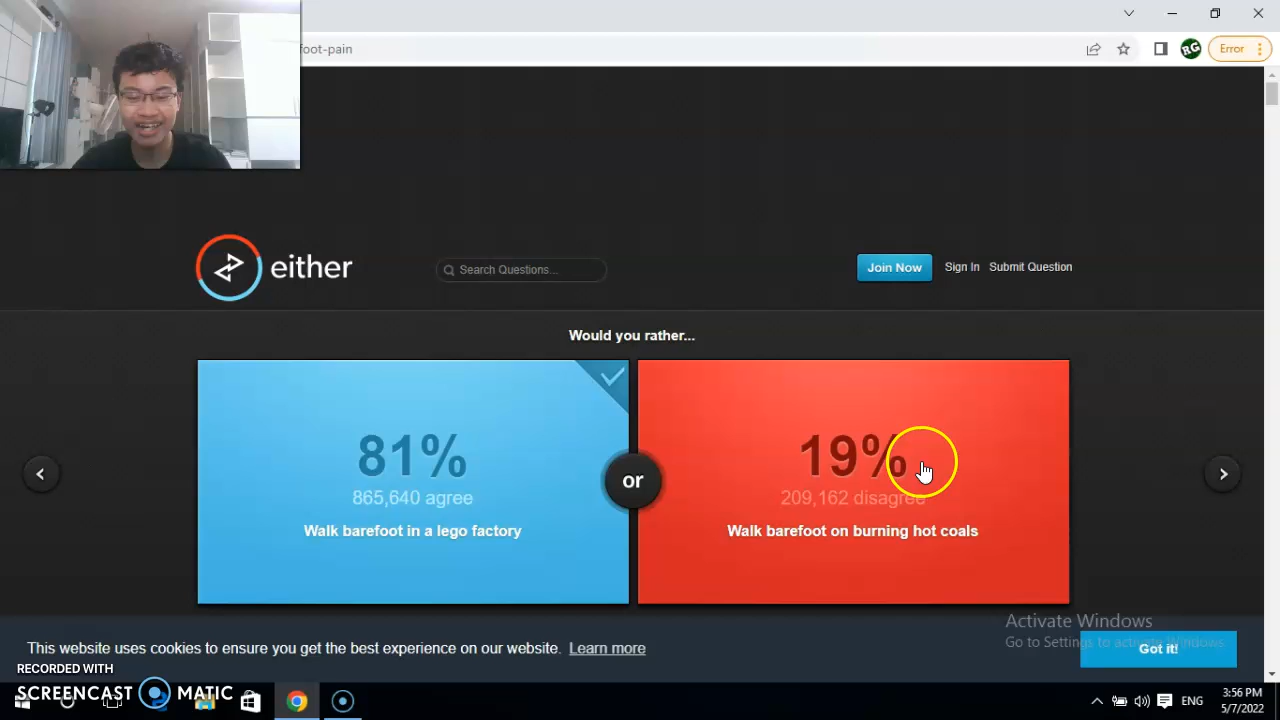 oot-pain
RG
Error
either
Search Questions...
Join Now
Sign In
Submit Question
Would you rather...
81%
865,640 agree
Walk barefoot in a lego factory
or
19%
209,162 disagree
Walk barefoot on burning hot coals
Activate Windows
Go to Settings to activate Windows.
This website uses cookies to ensure you get the best experience on our website. Learn more
Got it!
RECORDED WITH
SCREENCAST MATIC
ENG
3:56 PM
5/7/2022